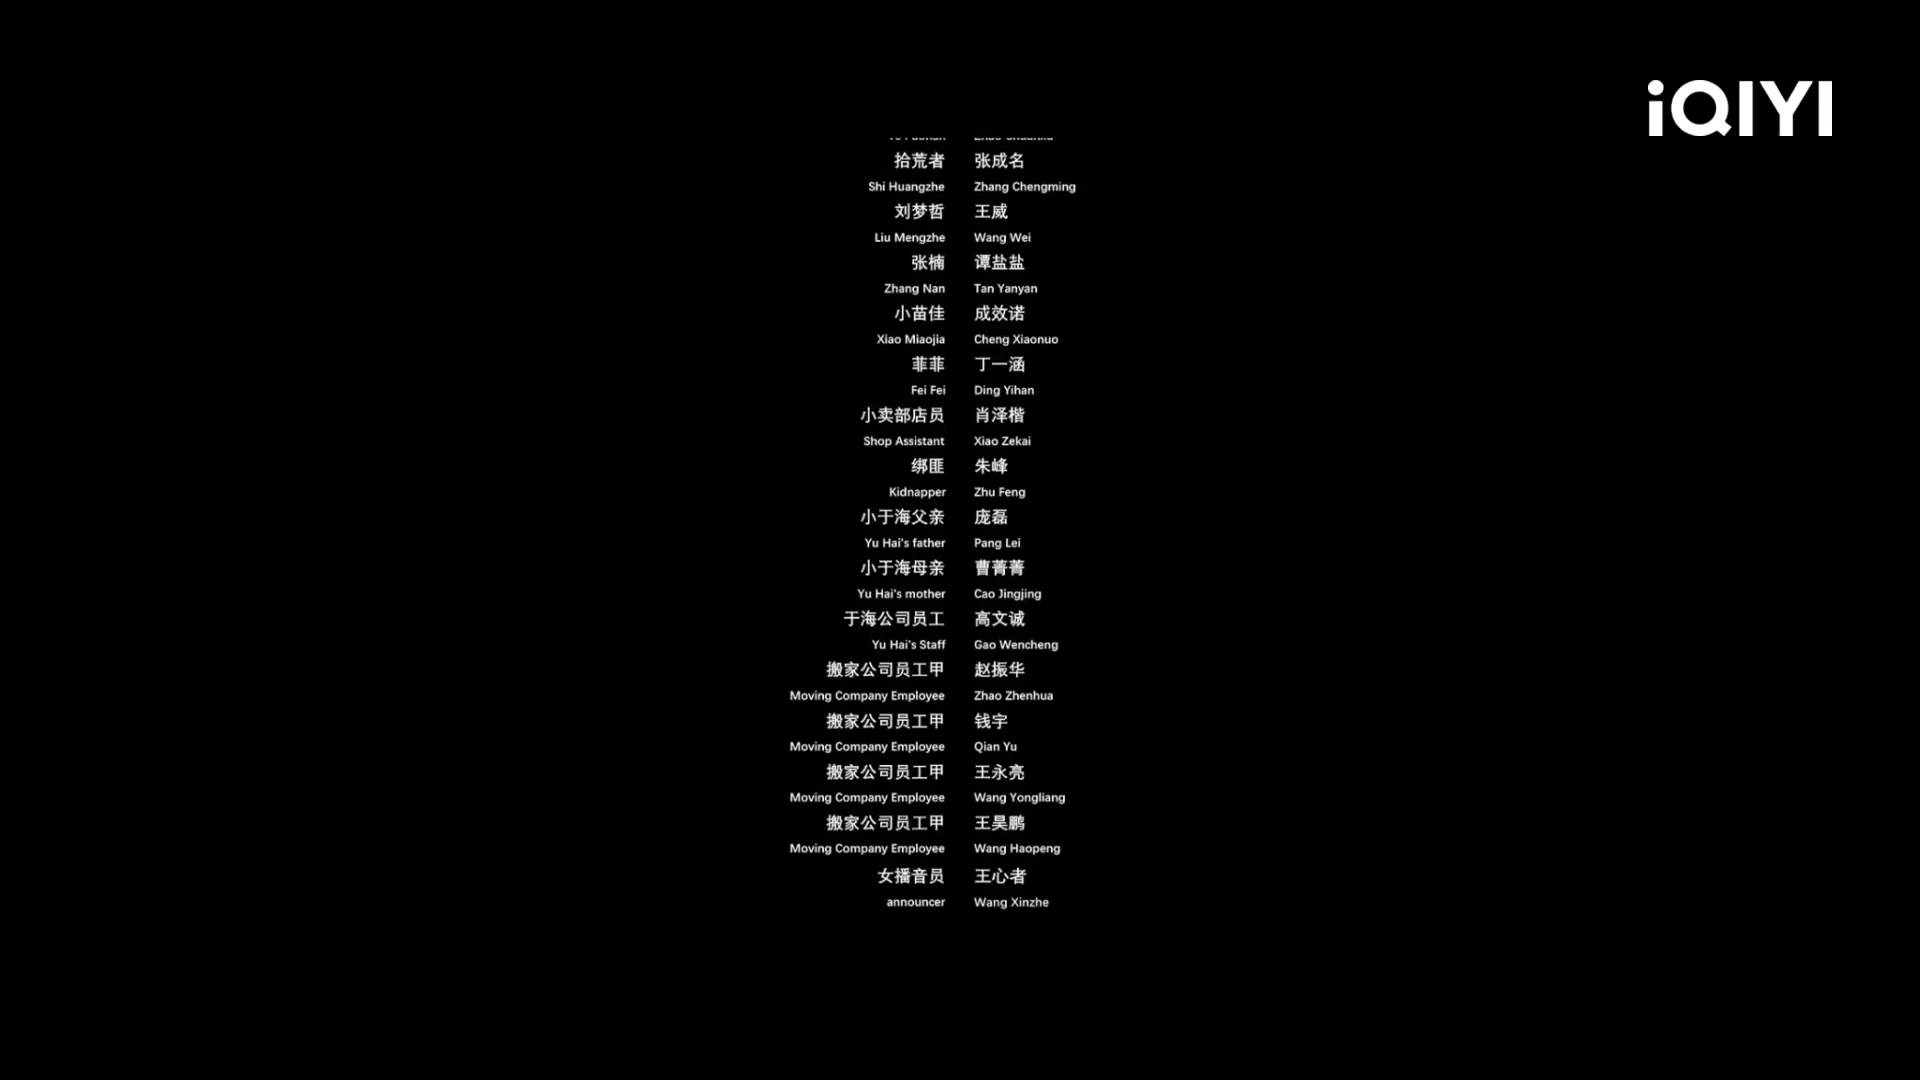 iQIYI
拾荒者 张成名
Shi Huangzhe Zhang Chengming
刘梦哲 王威
Liu Mengzhe Wang Wei
张楠 谭盐盐
Zhang Nan Tan Yanyan
小苗佳 成效诺
Xiao Miaojia Cheng Xiaonuo
菲菲 丁一涵
Fei Fei Ding Yihan
小卖部店员 肖泽楷
Shop Assistant Xiao Zekai
绑匪 朱峰
Kidnapper Zhu Feng
小于海父亲 庞磊
Yu Hai's father Pang Lei
小于海母亲 曹菁菁
Yu Hai's mother Cao Jingjing
于海公司员工 高文诚
Yu Hai's Staff Gao Wencheng
搬家公司员工甲 赵振华
Moving Company Employee Zhao Zhenhua
搬家公司员工甲 钱宇
Moving Company Employee Qian Yu
搬家公司员工甲 王永亮
Moving Company Employee Wang Yongliang
搬家公司员工甲 王昊鹏
Moving Company Employee Wang Haopeng
女播音员 王心者
announcer Wang Xinzhe